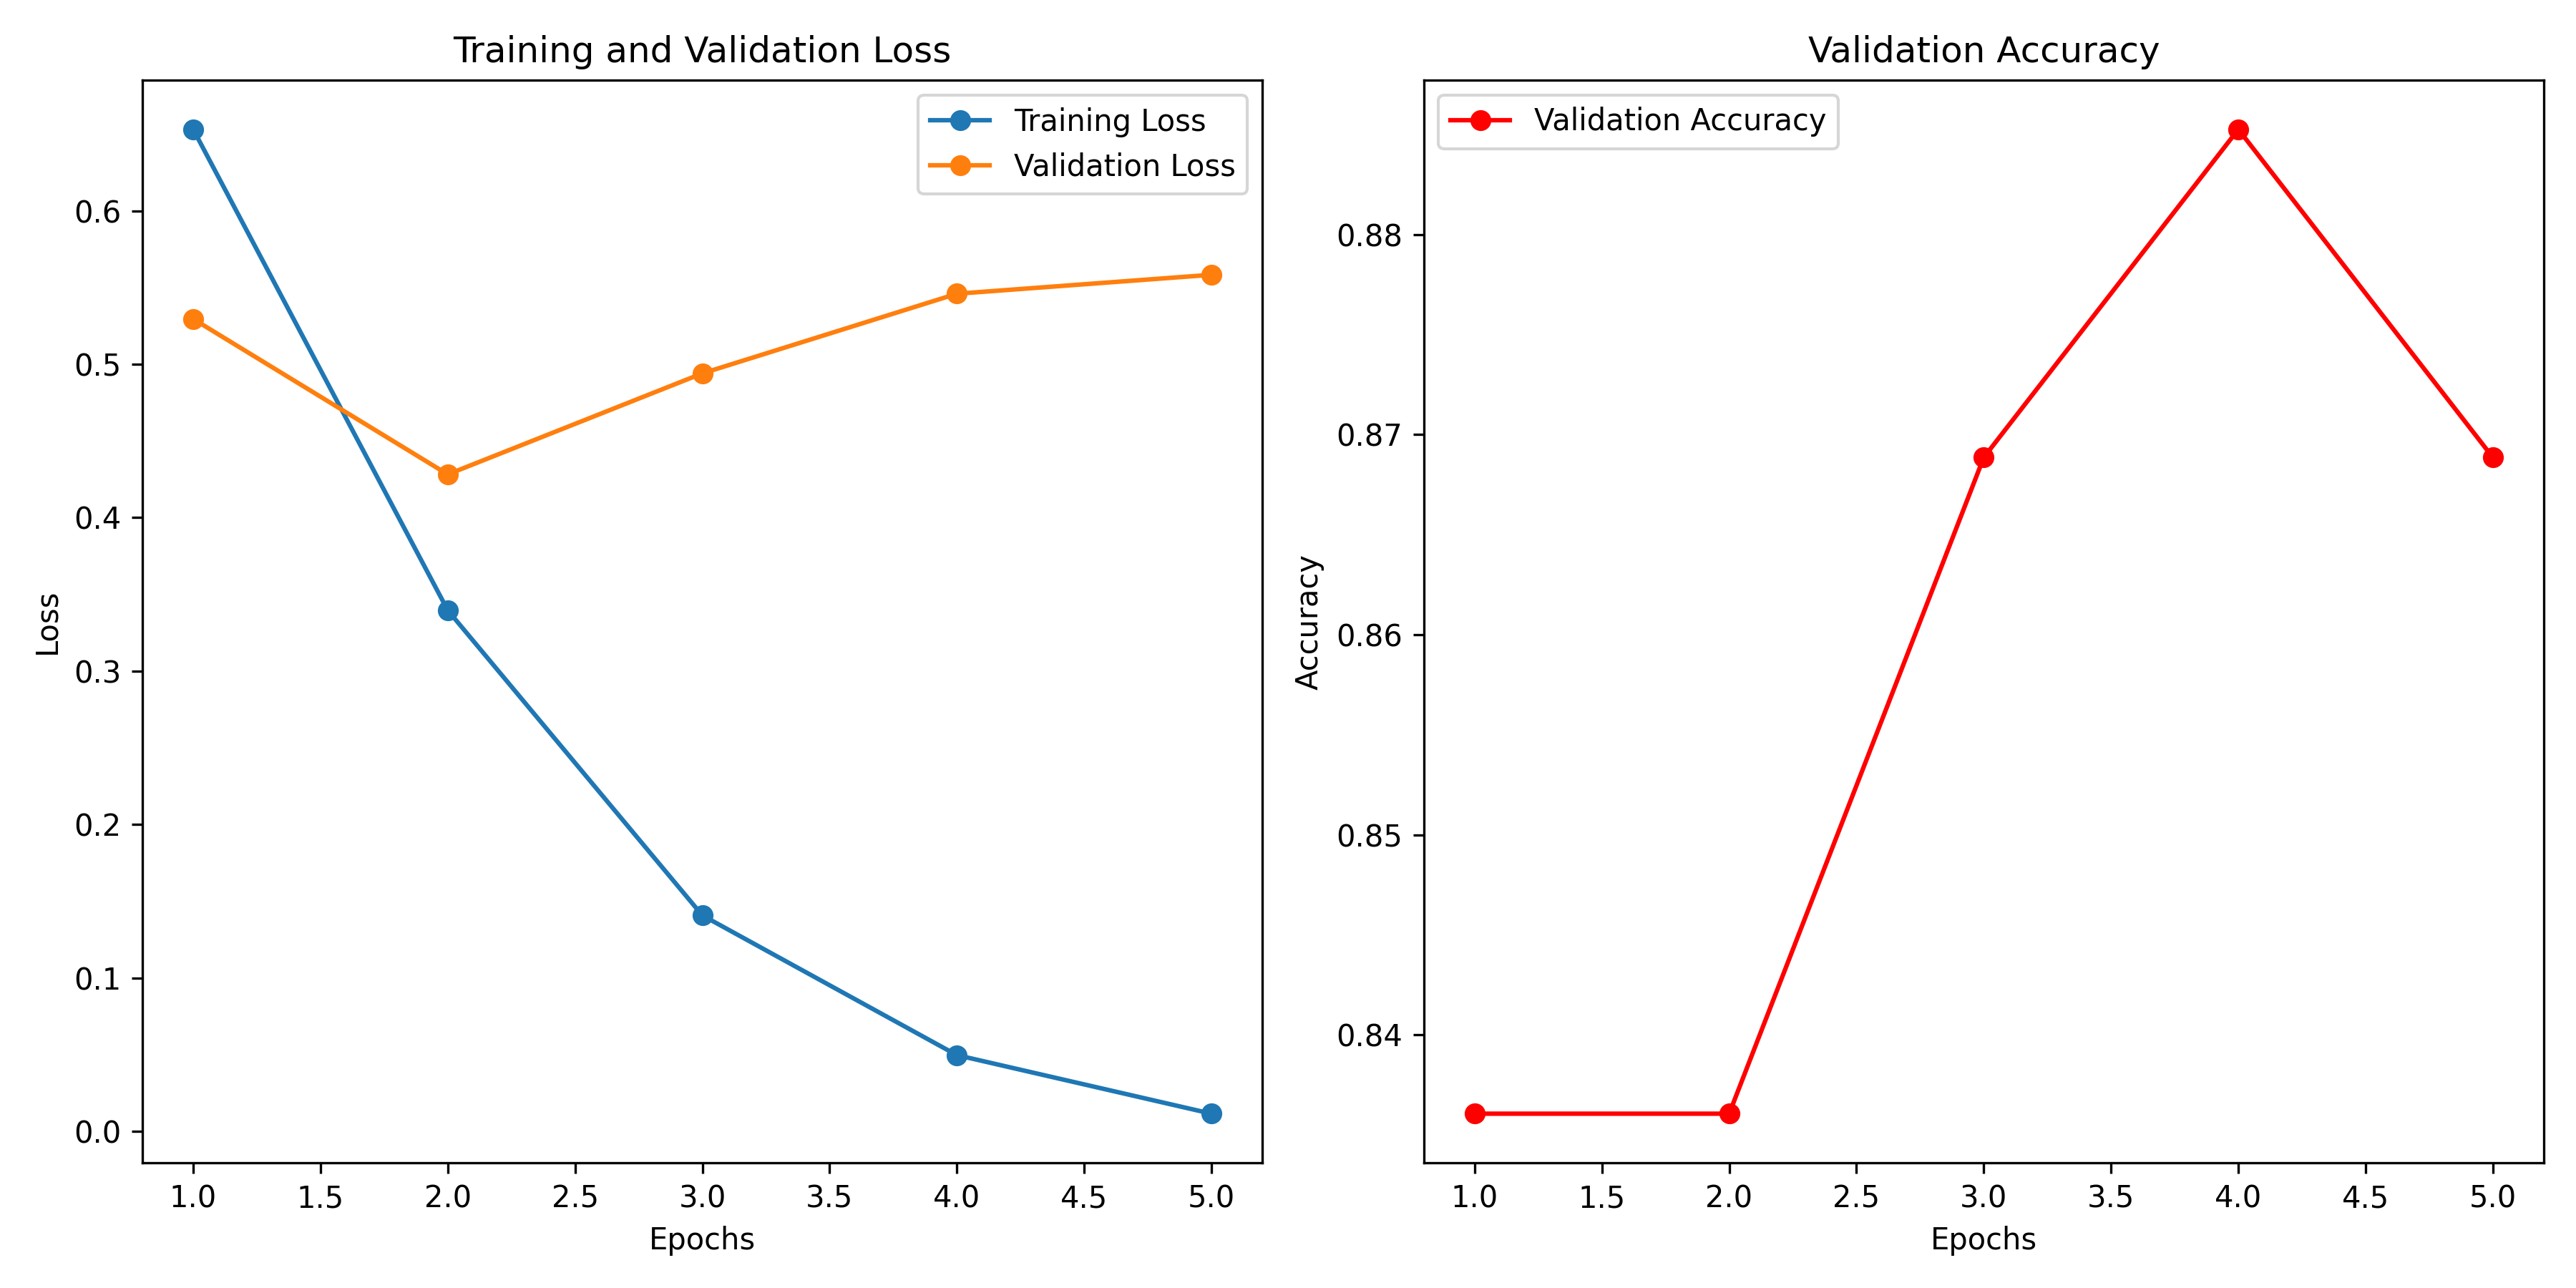 Training and Validation Loss
Training Loss
Validation Loss
0.6
0.5
0.4
0.3
0.2
0.1
0.0
Loss
1.0 1.5 2.0 2.5 3.0 3.5 4.0 4.5 5.0
Epochs
Validation Accuracy
Validation Accuracy
0.88
0.87
0.86
0.85
0.84
Accuracy
1.0 1.5 2.0 2.5 3.0 3.5 4.0 4.5 5.0
Epochs